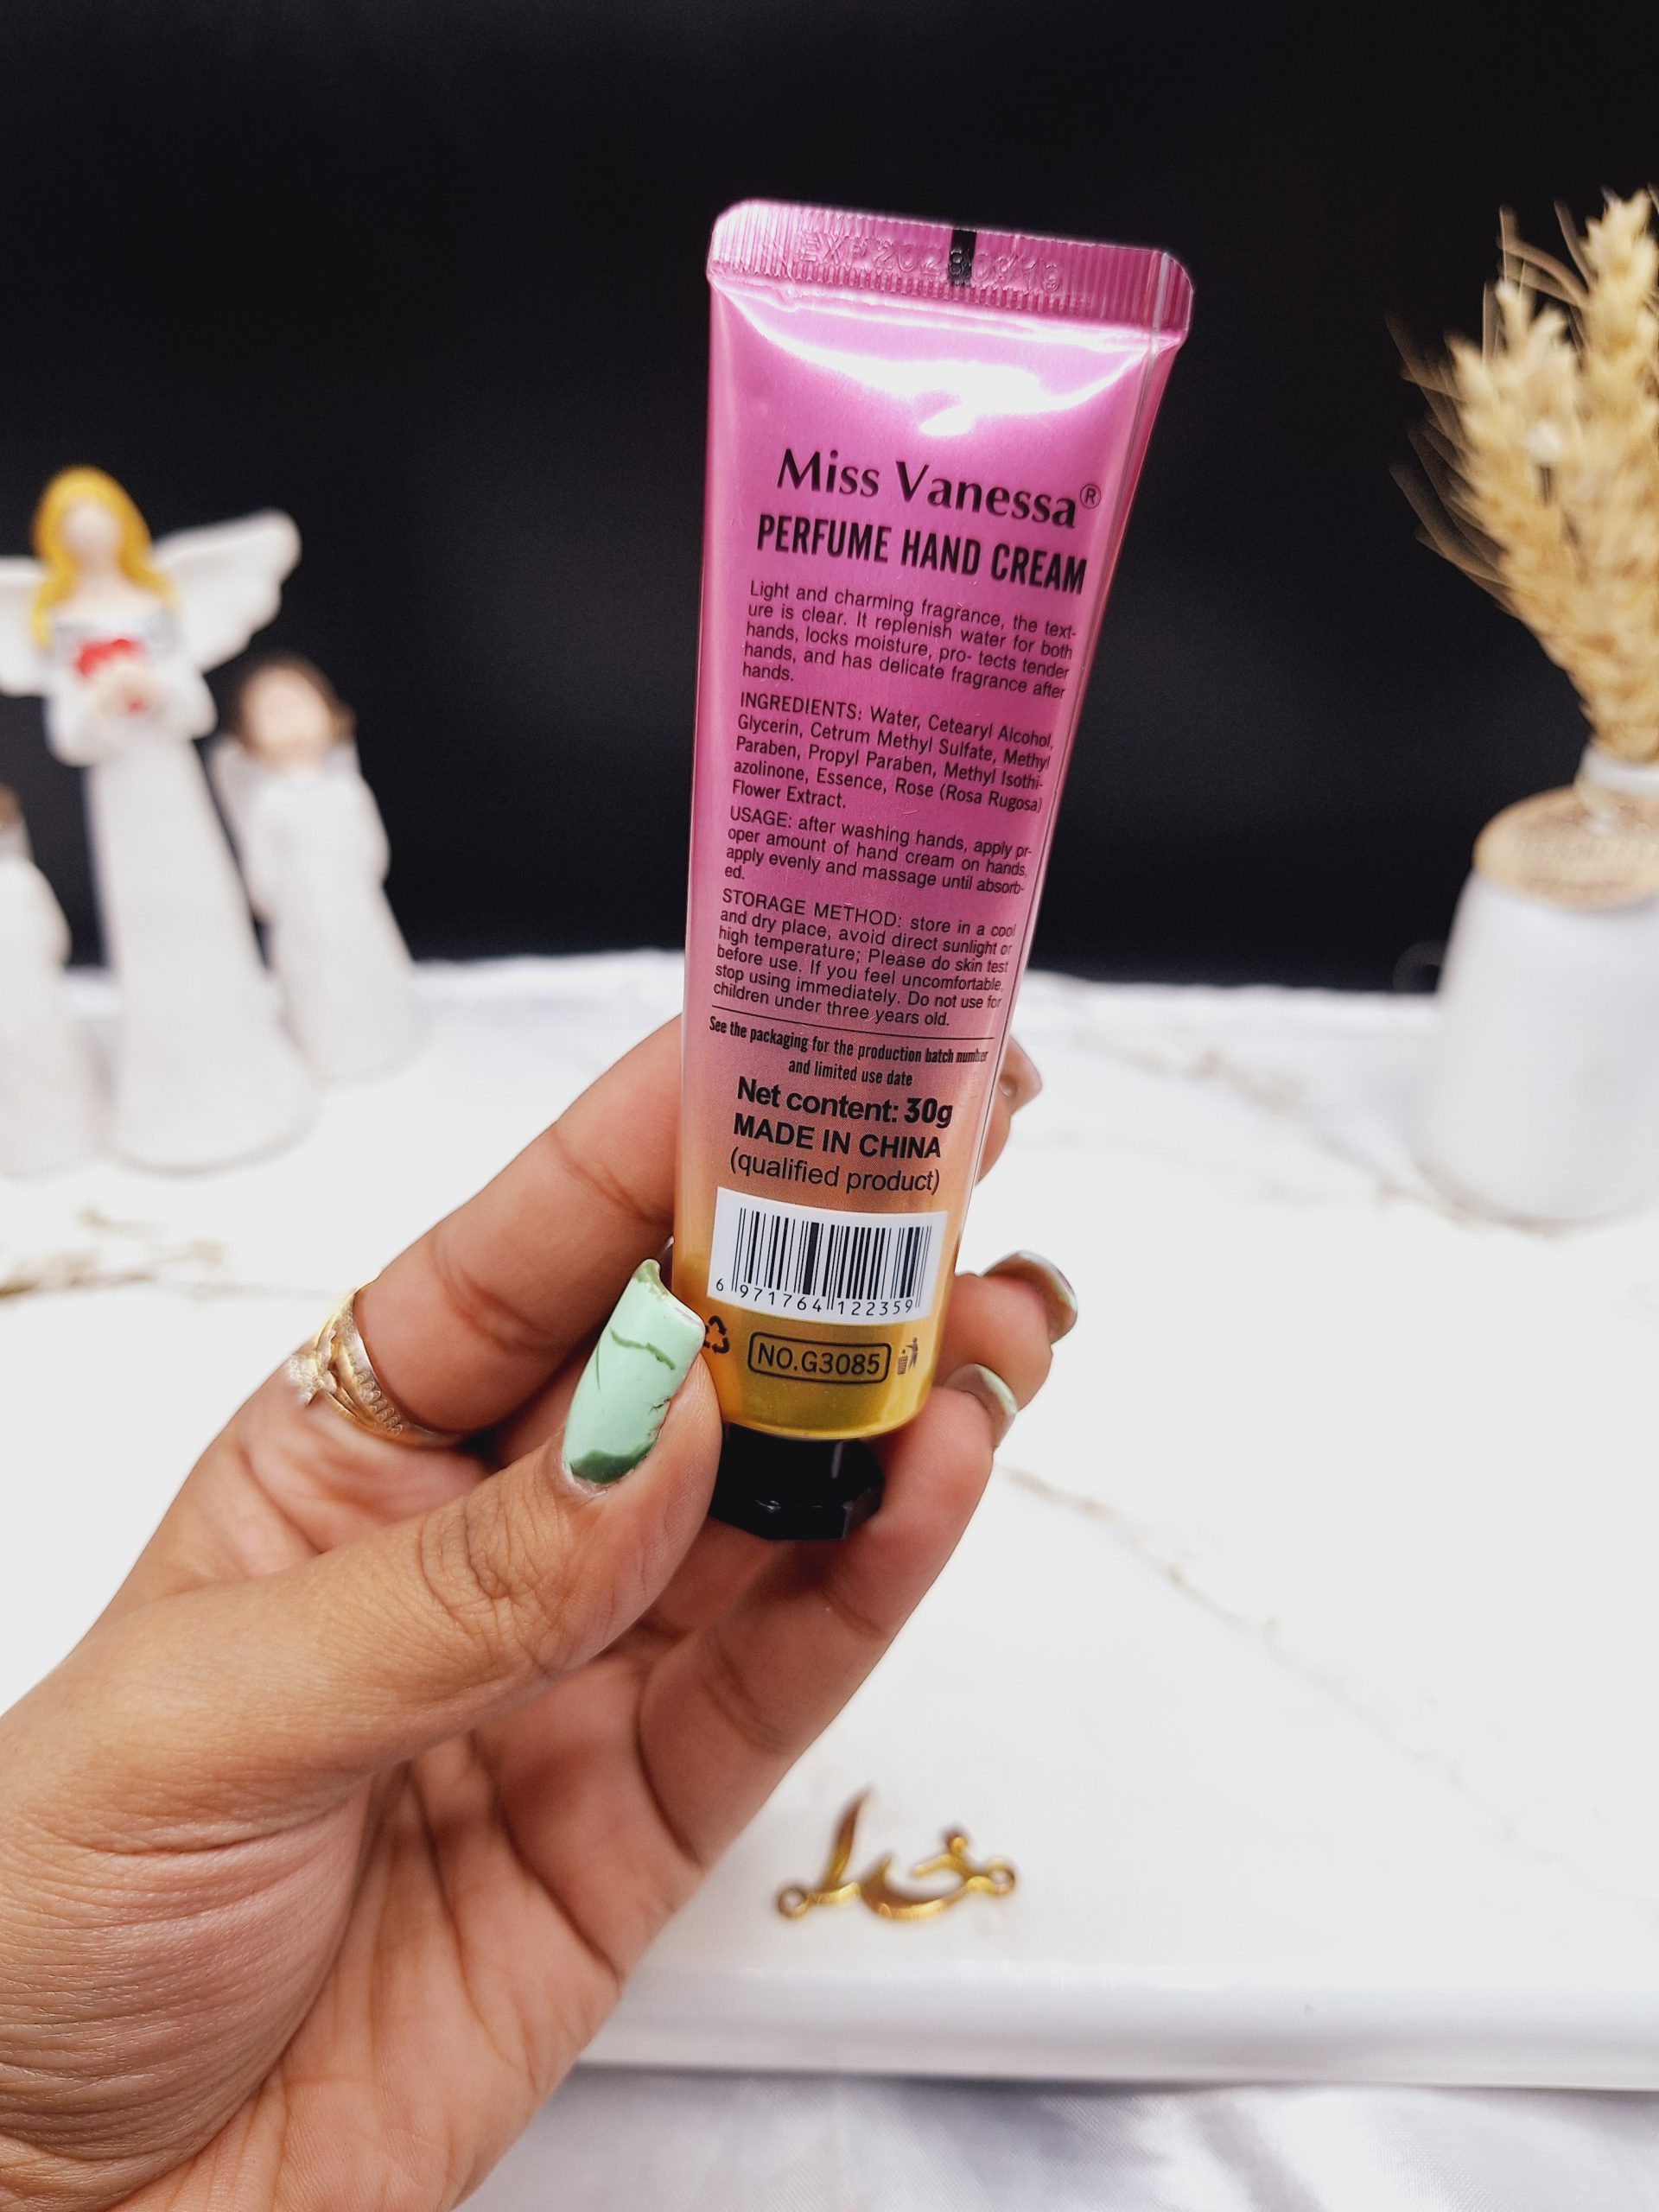 EXP20280919
Miss Vanessa®
PERFUME HAND CREAM
Light and charming fragrance, the text-
ure is clear. It replenish water for both
hands, locks moisture, pro- tects tender
hands, and has delicate fragrance after
hands.
INGREDIENTS: Water, Cetearyl Alcohol,
Glycerin, Cetrum Methyl Sulfate, Methyl
Paraben, Propyl Paraben, Methyl Isothi-
azolinone, Essence, Rose (Rosa Rugosa)
Flower Extract.
USAGE: after washing hands, apply pr-
oper amount of hand cream on hands,
apply evenly and massage until absorb-
ed.
STORAGE METHOD: store in a cool
and dry place, avoid direct sunlight or
high temperature; Please do skin test
before use. If you feel uncomfortable,
stop using immediately. Do not use for
children under three years old.
See the packaging for the production batch number
and limited use date
Net content: 30g
MADE IN CHINA
(qualified product)
6 971764 122359
NO.G3085
خدا